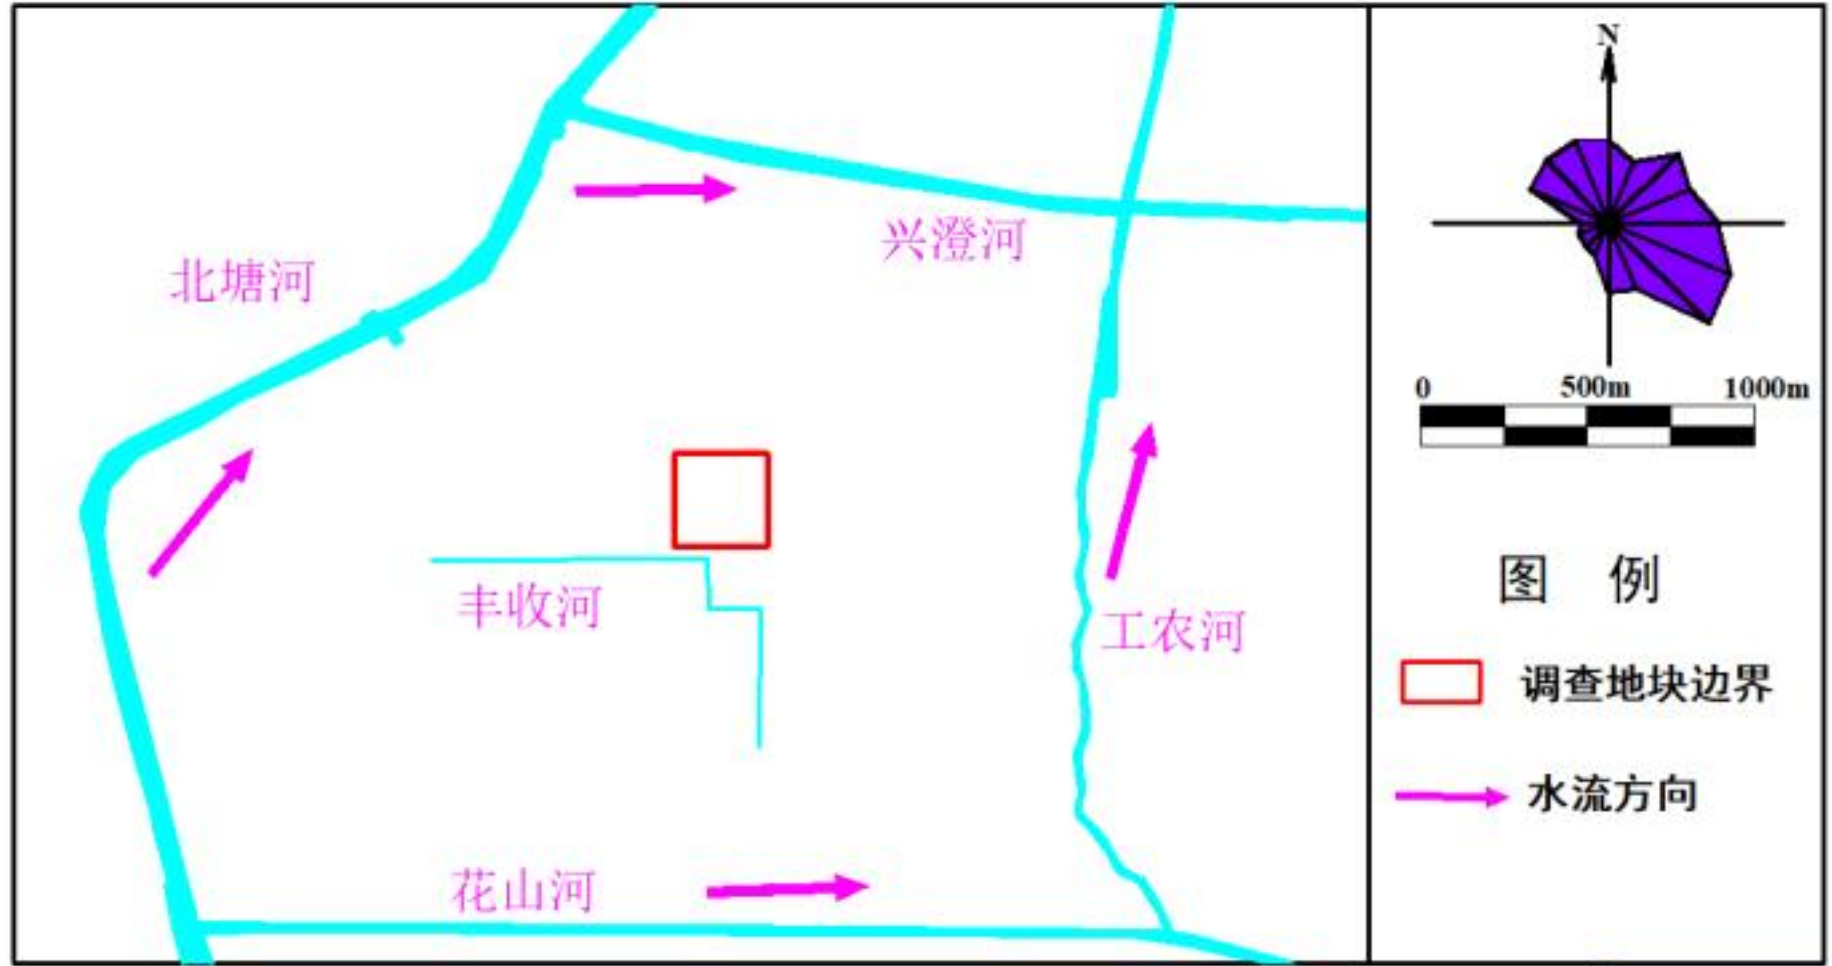 北塘河
兴澄河
丰收河
工农河
花山河
N
0 500m 1000m
图 例
调查地块边界
水流方向